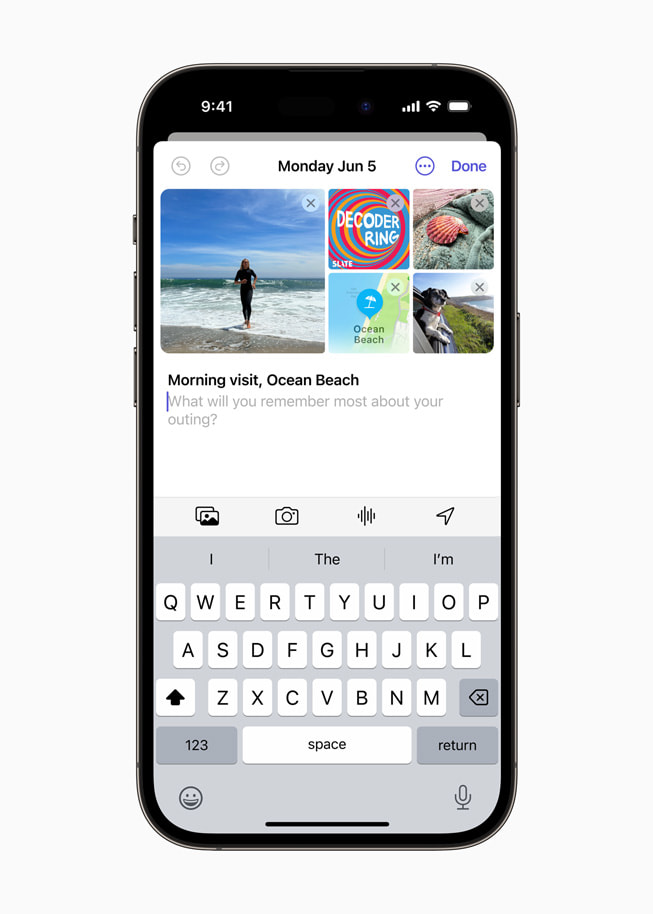 9:41
Monday Jun 5
Done
DECODER
RING
SLATE
Ocean
Beach
Morning visit, Ocean Beach
What will you remember most about your
outing?
I
The
I'm
Q W E R T Y U I O P
A S D F G H J K L
Z X C V B N M
123
space
return